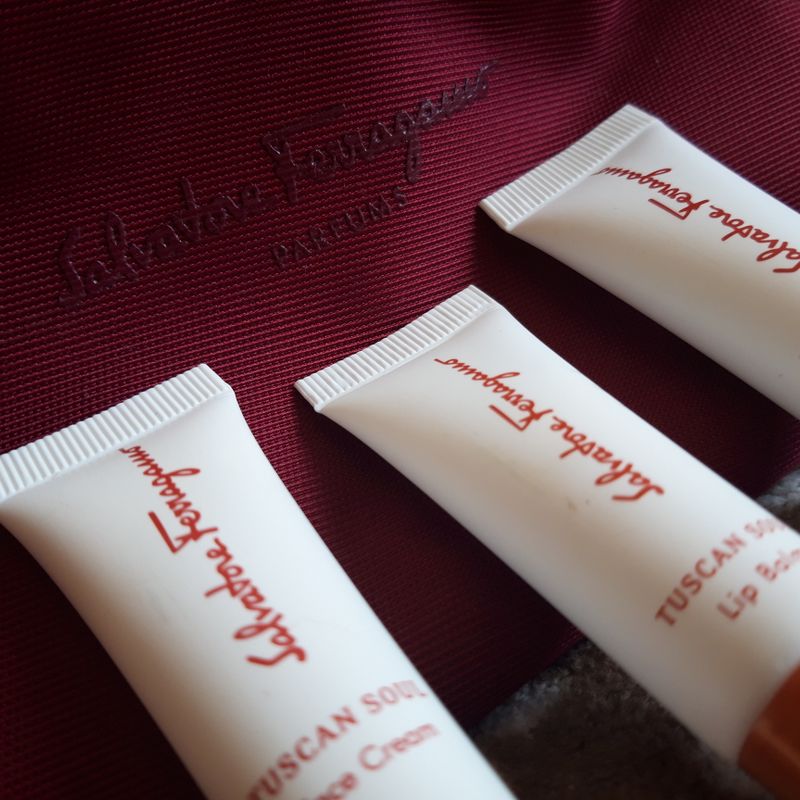 Salvatore Ferragamo
PARFUMS
Salvatore Ferragamo
Salvatore Ferragamo
TUSCAN SOUL
Lip Balm
Salvatore Ferragamo
TUSCAN SOUL
Face Cream